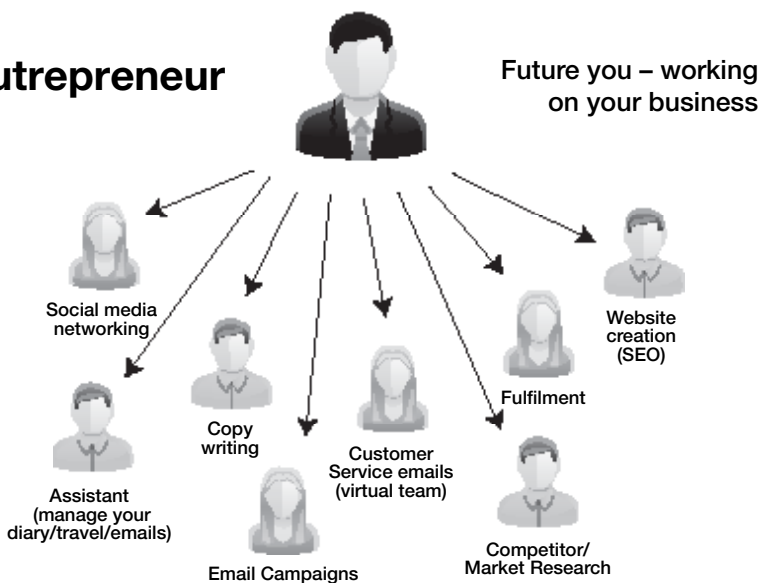 utrepreneur
Future you – working
on your business
Social media
networking
Website
creation
(SEO)
Fulfilment
Copy
writing
Customer
Service emails
(virtual team)
Assistant
(manage your
diary/travel/emails)
Competitor/
Market Research
Email Campaigns